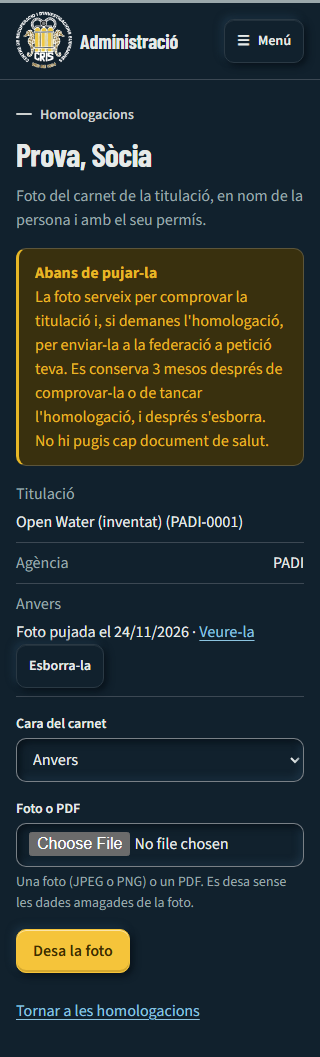 CRIS
Administració
☰ Menú
— Homologacions
Prova, Sòcia
Foto del carnet de la titulació, en nom de la
persona i amb el seu permís.
Abans de pujar-la
La foto serveix per comprovar la
titulació i, si demanes l'homologació,
per enviar-la a la federació a petició
teva. Es conserva 3 mesos després de
comprovar-la o de tancar
l'homologació, i després s'esborra.
No hi pugis cap document de salut.
Titulació
Open Water (inventat) (PADI-0001)
Agència PADI
Anvers
Foto pujada el 24/11/2026 · Veure-la
Esborra-la
Cara del carnet
Anvers
Foto o PDF
Choose File No file chosen
Una foto (JPEG o PNG) o un PDF. Es desa sense
les dades amagades de la foto.
Desa la foto
Tornar a les homologacions